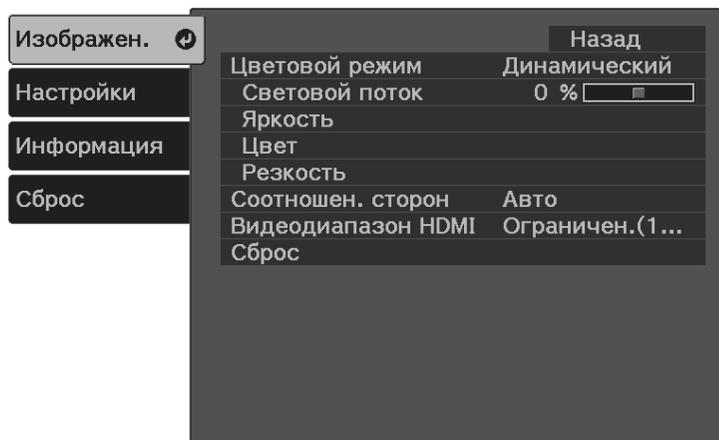 Изображен.
Настройки
Информация
Сброс
Назад
Цветовой режим Динамический
Световой поток 0 %
Яркость
Цвет
Резкость
Соотношен. сторон Авто
Видеодиапазон HDMI Ограничен.(1...
Сброс